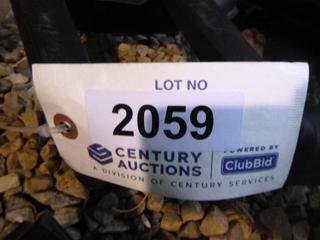 LOT NO
2059
CENTURY AUCTIONS
POWERED BY
ClubBid
A DIVISION OF CENTURY SERVICES